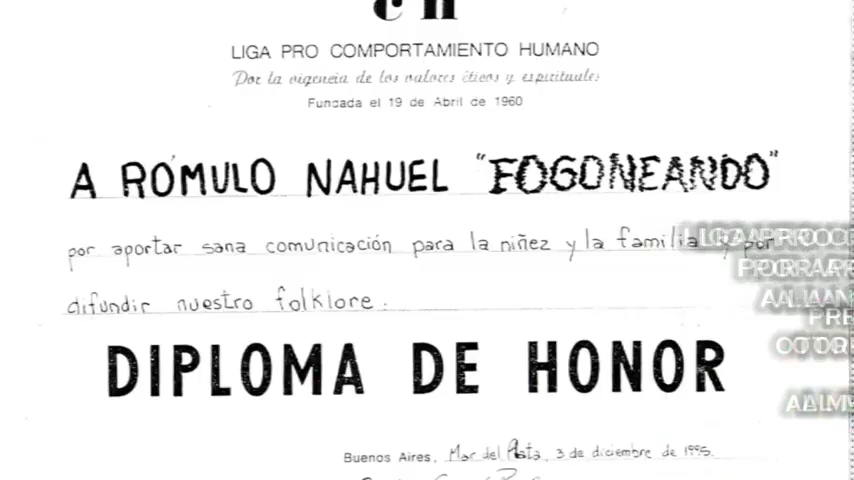 LIGA PRO COMPORTAMIENTO HUMANO
Por la vigencia de los valores éticos y espirituales
Fundada el 19 de Abril de 1960
A RÓMULO NAHUEL "FOGONEANDO"
por aportar sana comunicación para la niñez y la familia y por
difundir nuestro folklore.
DIPLOMA DE HONOR
Buenos Aires, Mar del Plata, 3 de diciembre de 1995.